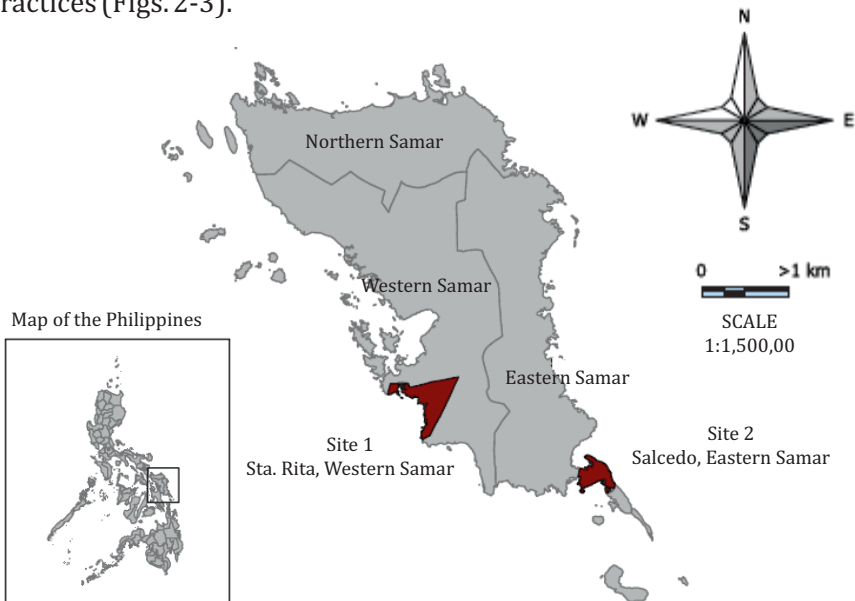 ractices (Figs. 2-3).
N
Northern Samar
W
E
S
0 >1 km
Western Samar
SCALE
1:1,500,00
Map of the Philippines
Eastern Samar
Site 1
Sta. Rita, Western Samar
Site 2
Salcedo, Eastern Samar